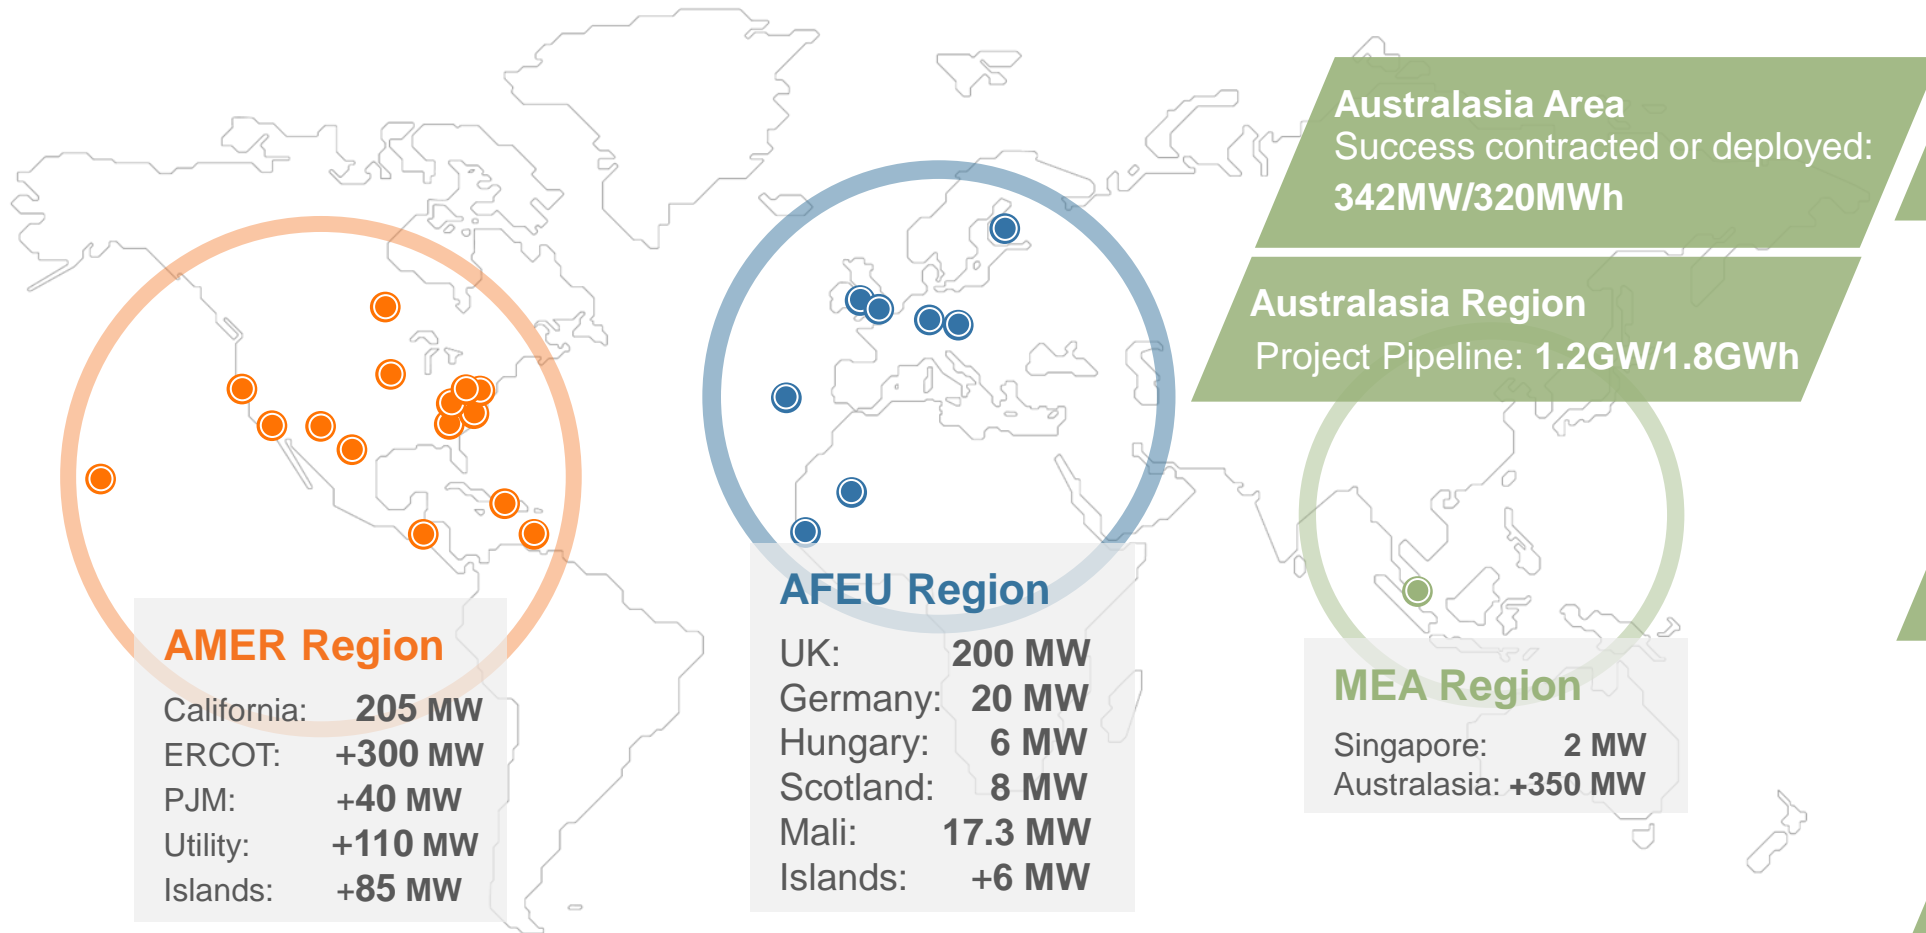 Australasia Area
Success contracted or deployed:
342MW/320MWh
Australasia Region
Project Pipeline: 1.2GW/1.8GWh
AMER Region
California: 205 MW
ERCOT: +300 MW
PJM: +40 MW
Utility: +110 MW
Islands: +85 MW
AFEU Region
UK: 200 MW
Germany: 20 MW
Hungary: 6 MW
Scotland: 8 MW
Mali: 17.3 MW
Islands: +6 MW
MEA Region
Singapore: 2 MW
Australasia: +350 MW